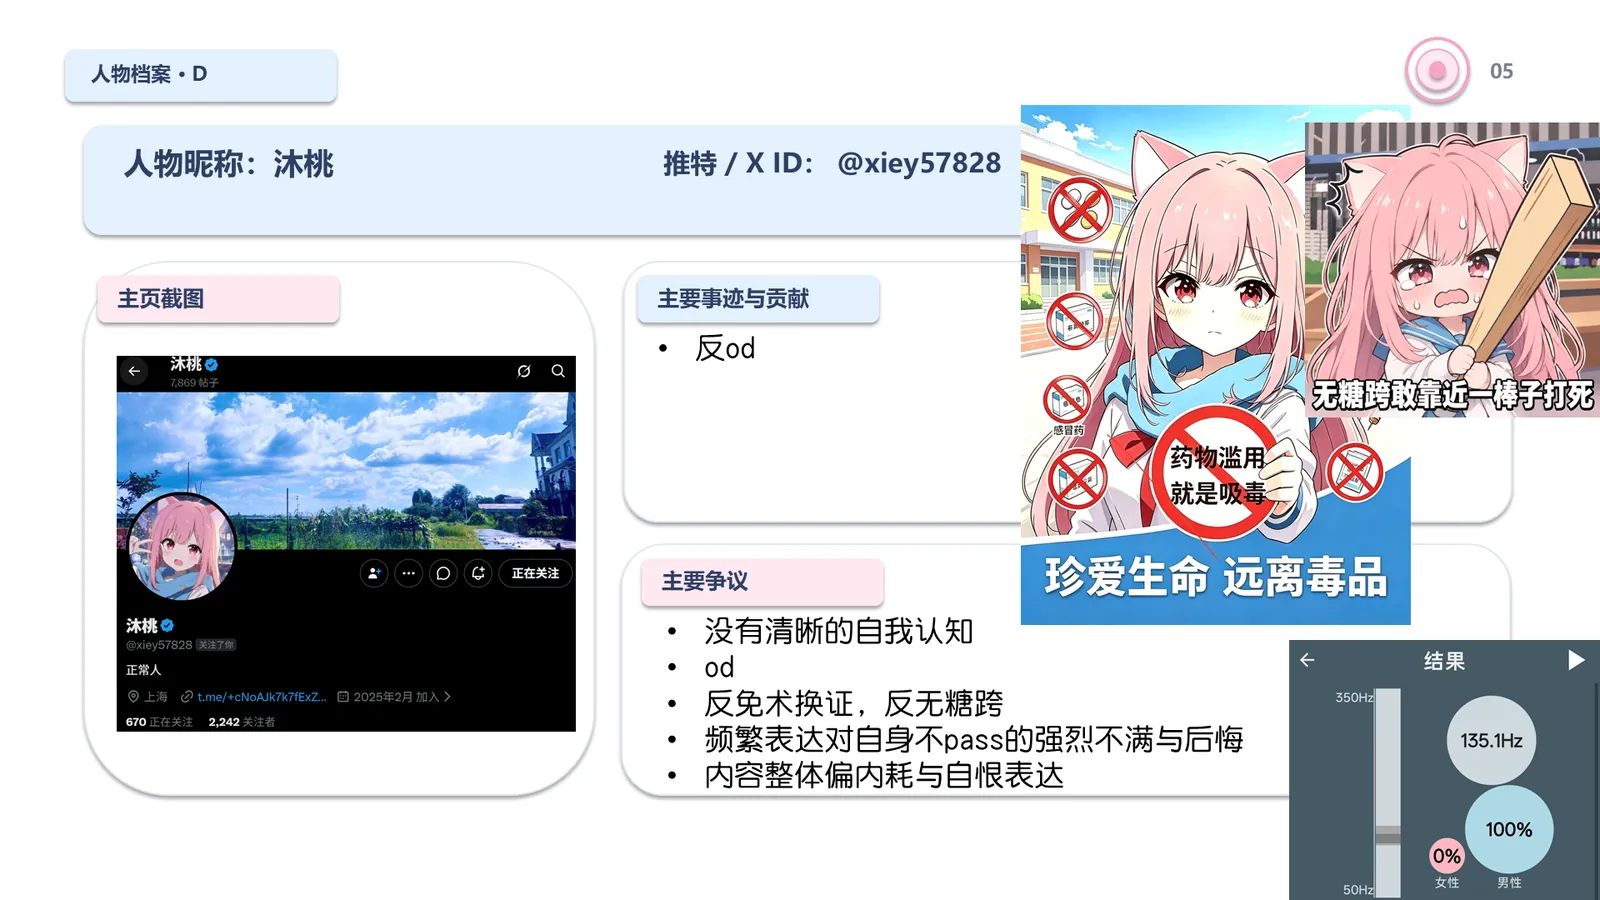 人物档案·D
05
人物昵称：沐桃
推特 / X ID： @xiey57828
主页截图
沐桃
7,869 帖子
正在关注
沐桃
@xiey57828 关注了你
正常人
上海 t.me/+cNoAJk7k7fExZ... 2025年2月 加入
670 正在关注 2,242 关注者
主要事迹与贡献
• 反od
主要争议
• 没有清晰的自我认知
• od
• 反免术换证，反无糖跨
• 频繁表达对自身不pass的强烈不满与后悔
• 内容整体偏内耗与自恨表达
感冒药
药物滥用
就是吸毒
珍爱生命 远离毒品
无糖跨敢靠近一棒子打死
结果
350Hz
135.1Hz
100%
0%
女性
男性
50Hz